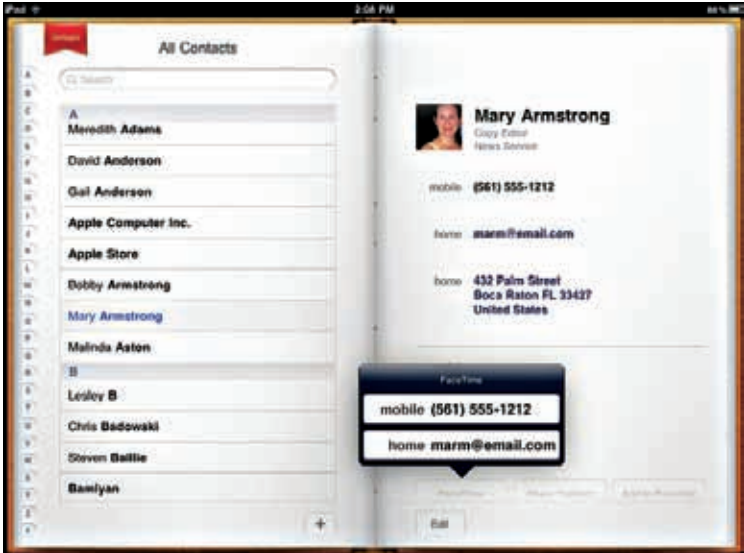 iPad
2:08 PM
All Contacts
Search
A
Meredith Adams
David Anderson
Gail Anderson
Apple Computer Inc.
Apple Store
Bobby Armstrong
Mary Armstrong
Malinda Aston
B
Lesley B
Chris Badowski
Steven Baillie
Bamiyan
+
Mary Armstrong
Copy Editor
News Service
mobile (561) 555-1212
home marm@email.com
home 432 Palm Street
Boca Raton FL 33427
United States
FaceTime
mobile (561) 555-1212
home marm@email.com
FaceTime
Edit